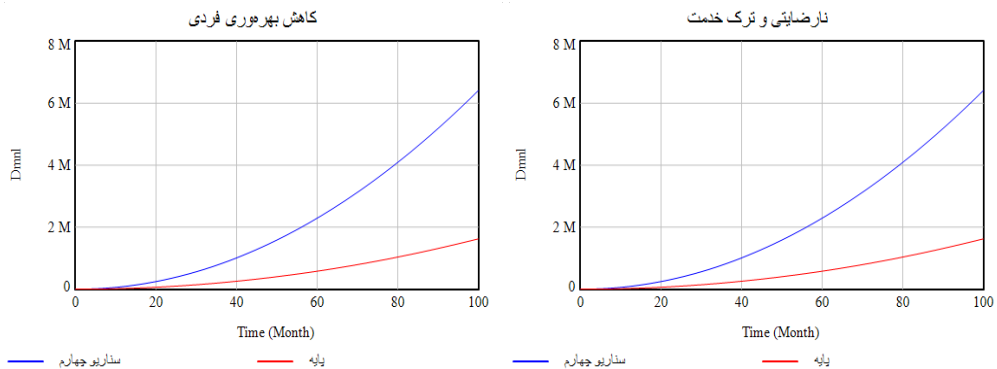 کاهش بهره‌وری فردی
8 M
6 M
4 M
2 M
0
Dmnl
0 20 40 60 80 100
Time (Month)
سناریو چهارم
پایه
نارضایتی و ترک خدمت
8 M
6 M
4 M
2 M
0
Dmnl
0 20 40 60 80 100
Time (Month)
سناریو چهارم
پایه